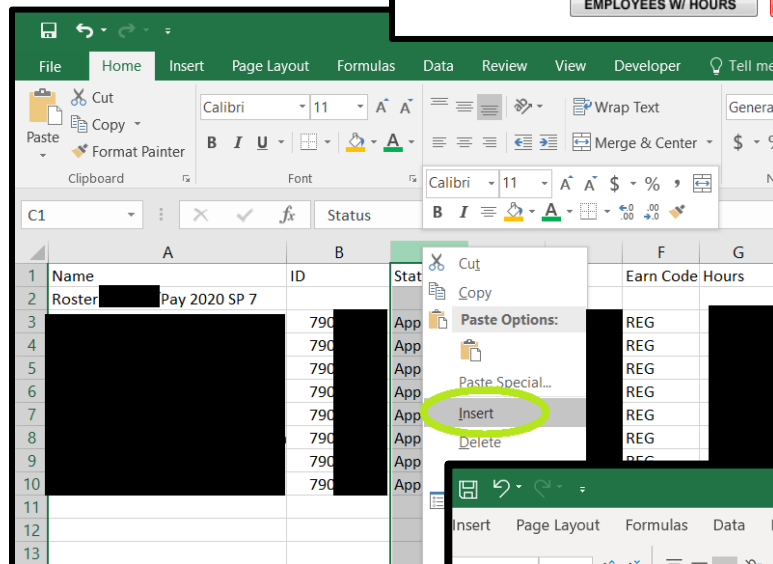 EMPLOYEES W/ HOURS
File Home Insert Page Layout Formulas Data Review View Developer Tell me
Paste
Cut
Copy
Format Painter
Calibri 11 A A
B I U A
Wrap Text
Merge & Center
Genera
$
Clipboard Font
Calibri 11 A A $ % ,
B I A .00 .00
C1 fx Status
A B F G
1 Name ID Stat Earn Code Hours
2 Roster Pay 2020 SP 7
3 790 App REG
4 790 App REG
5 790 App REG
6 790 App REG
7 790 App REG
8 790 App REG
9 790 App REG
10 790 App
11
12
13
Cut
Copy
Paste Options:
Paste Special...
Insert
Delete
Insert Page Layout Formulas Data